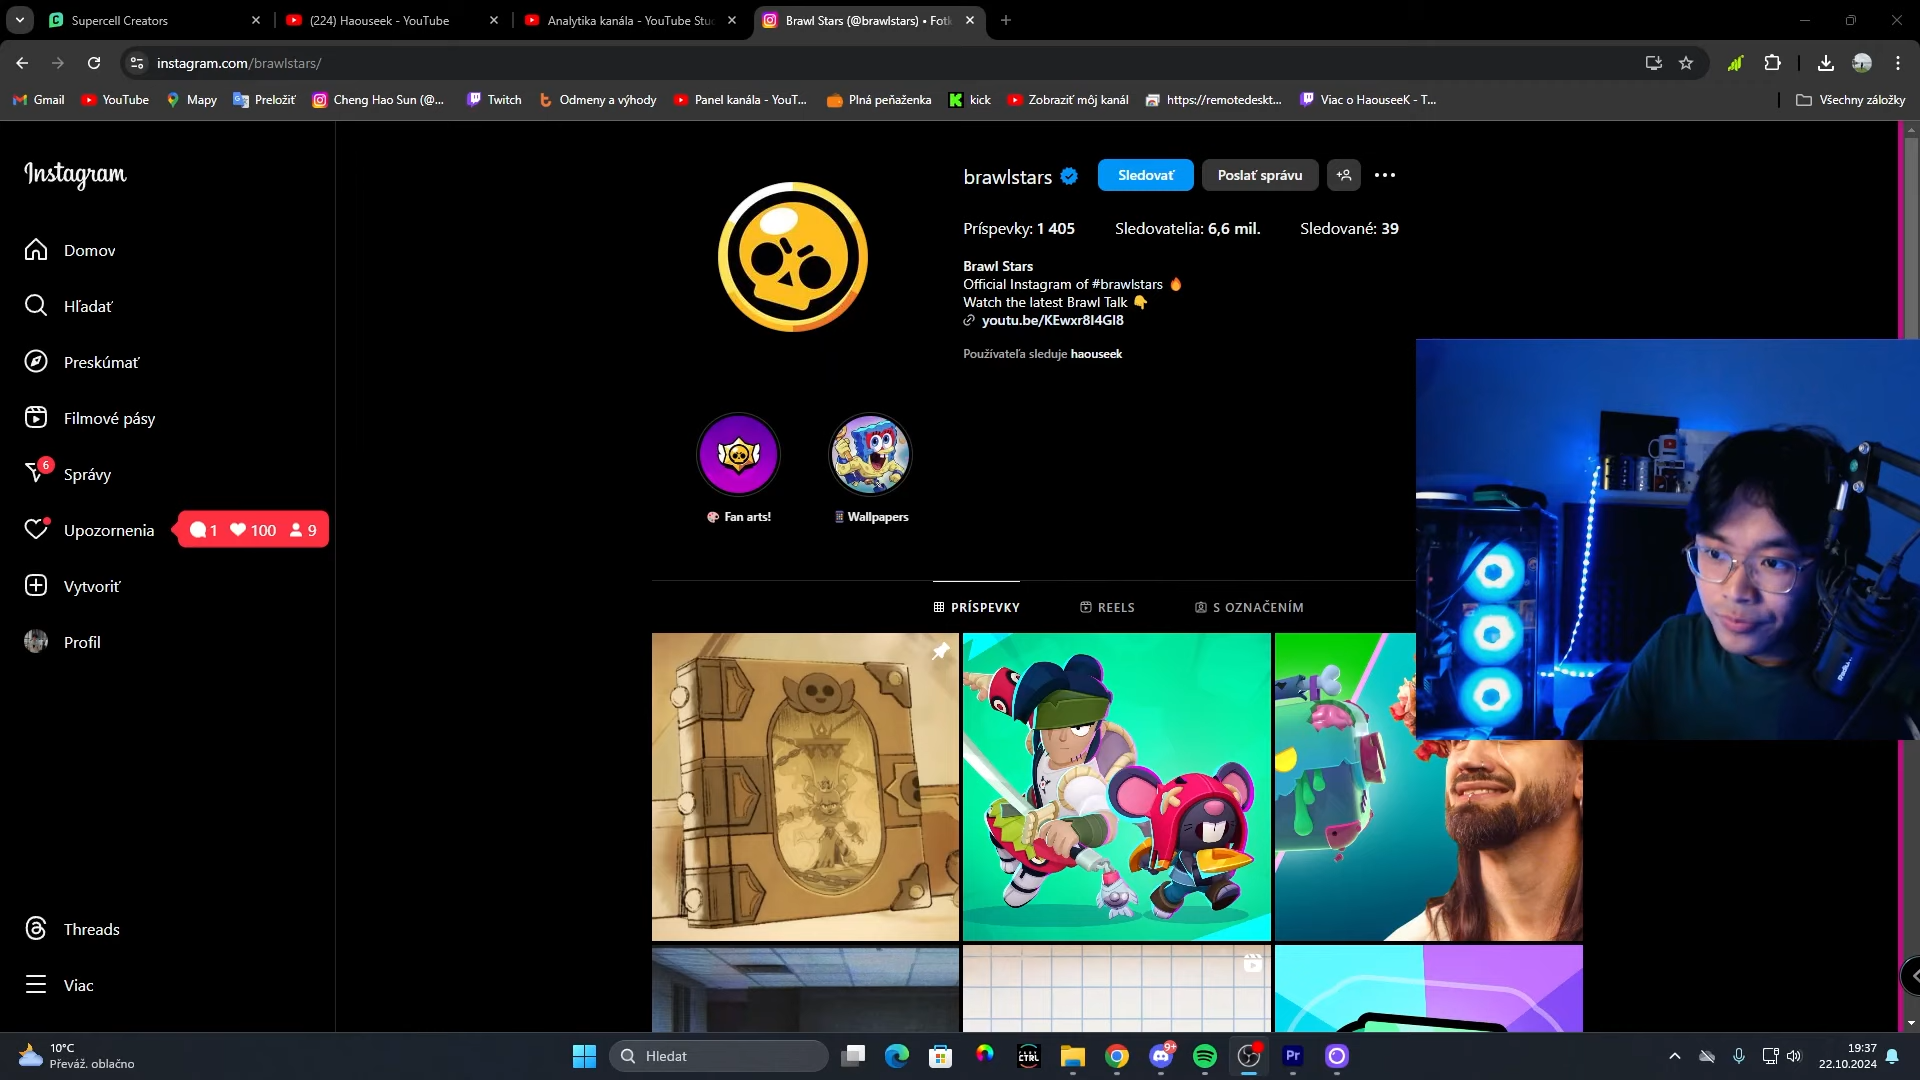 Supercell Creators
(224) Haouseek - YouTube
Analytika kanála - YouTube Stu
Brawl Stars (@brawlstars) • Fotk
instagram.com/brawlstars/
Gmail
YouTube
Mapy
Preložiť
Cheng Hao Sun (@...
Twitch
Odmeny a výhody
Panel kanála - YouT...
Plná peňaženka
kick
Zobraziť môj kanál
https://remotedeskt...
Viac o HaouseeK - T...
Všechny záložky
Instagram
Domov
Hľadať
Preskúmať
Filmové pásy
6
Správy
Upozornenia
1 100 9
Vytvoriť
Profil
Threads
Viac
brawlstars
Sledovať
Poslať správu
Príspevky: 1 405
Sledovatelia: 6,6 mil.
Sledované: 39
Brawl Stars
Official Instagram of #brawlstars 🔥
Watch the latest Brawl Talk 👇
youtu.be/KEwxr8I4GI8
Používateľa sleduje haouseek
Fan arts!
Wallpapers
PRÍSPEVKY
REELS
S OZNAČENÍM
10°C
Převáž. oblačno
Hledat
CTRL
9+
Pr
19:37
22.10.2024